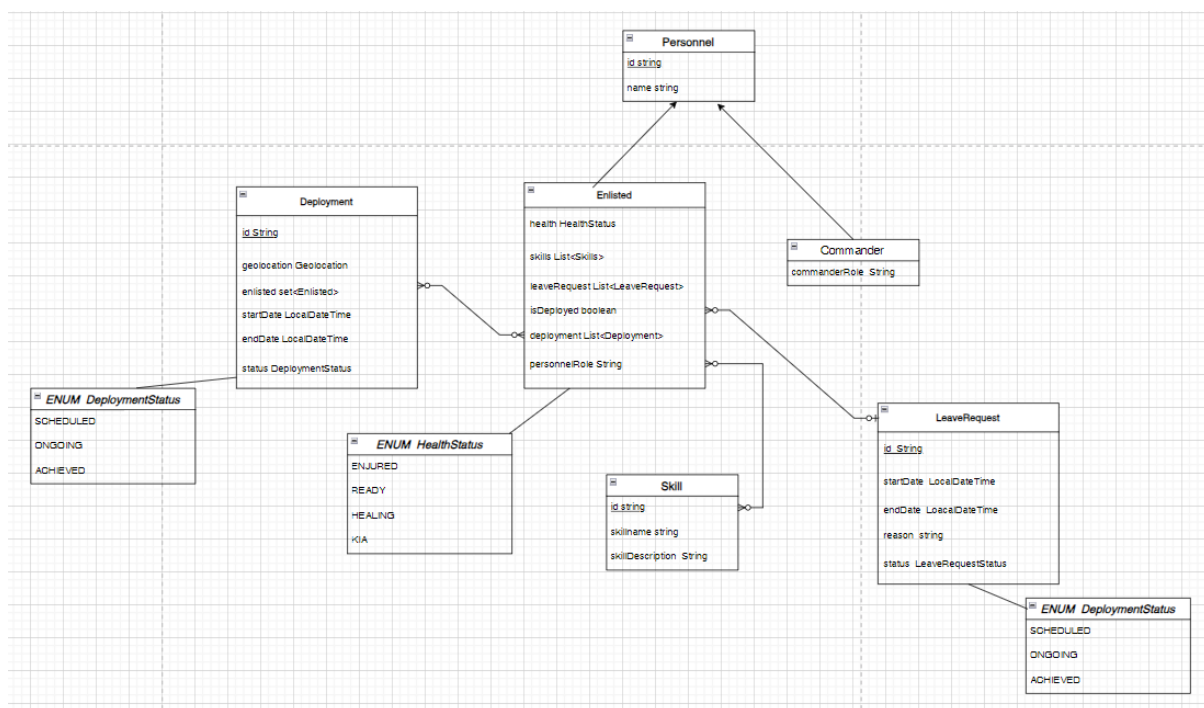 Personnel
id string
name string
Deployment
id String
geolocation Geolocation
enlisted set<Enlisted>
startDate LocalDateTime
endDate LocalDateTime
status DeploymentStatus
Enlisted
health HealthStatus
skills List<Skills>
leaveRequest List<LeaveRequest>
isDeployed boolean
deployment List<Deployment>
personnelRole String
Commander
commanderRole String
ENUM DeploymentStatus
SCHEDULED
ONGOING
ACHIEVED
ENUM HealthStatus
ENJURED
READY
HEALING
KIA
Skill
id string
skillname string
skillDescription String
LeaveRequest
id String
startDate LocalDateTime
endDate LoacalDateTime
reason string
status LeaveRequestStatus
ENUM DeploymentStatus
SCHEDULED
ONGOING
ACHIEVED